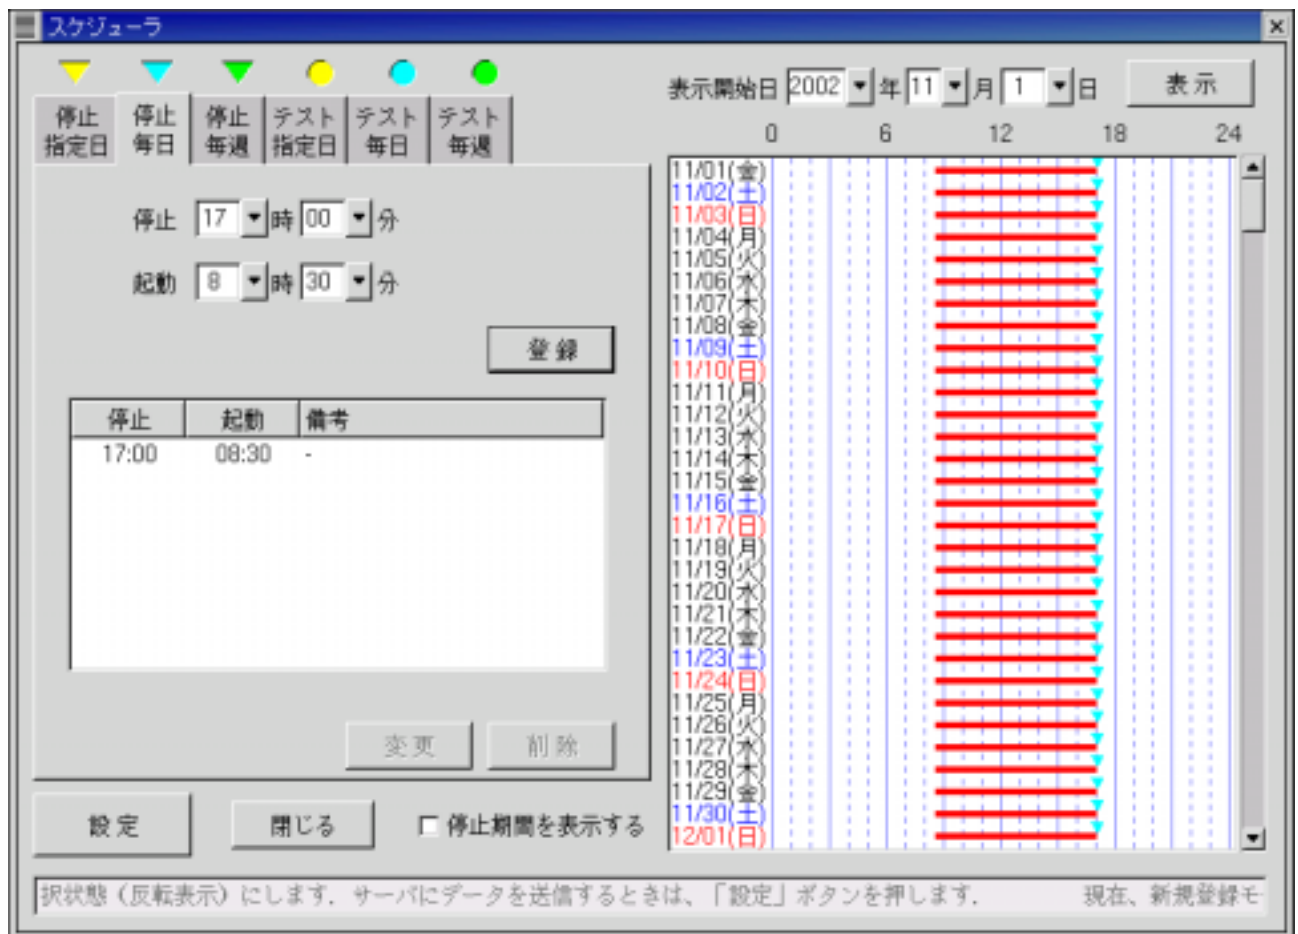 スケジューラ
停止
指定日
停止
毎日
停止
毎週
テスト
指定日
テスト
毎日
テスト
毎週
停止 17 時 00 分
起動 8 時 30 分
登録
停止 起動 備考
17:00 08:30 -
変更 削除
設定 閉じる 停止期間を表示する
表示開始日 2002 年 11 月 1 日 表示
0 6 12 18 24
11/01(金)
11/02(土)
11/03(日)
11/04(月)
11/05(火)
11/06(水)
11/07(木)
11/08(金)
11/09(土)
11/10(日)
11/11(月)
11/12(火)
11/13(水)
11/14(木)
11/15(金)
11/16(土)
11/17(日)
11/18(月)
11/19(火)
11/20(水)
11/21(木)
11/22(金)
11/23(土)
11/24(日)
11/25(月)
11/26(火)
11/27(水)
11/28(木)
11/29(金)
11/30(土)
12/01(日)
択状態（反転表示）にします. サーバにデータを送信するときは、「設定」ボタンを押します. 現在、新規登録モ